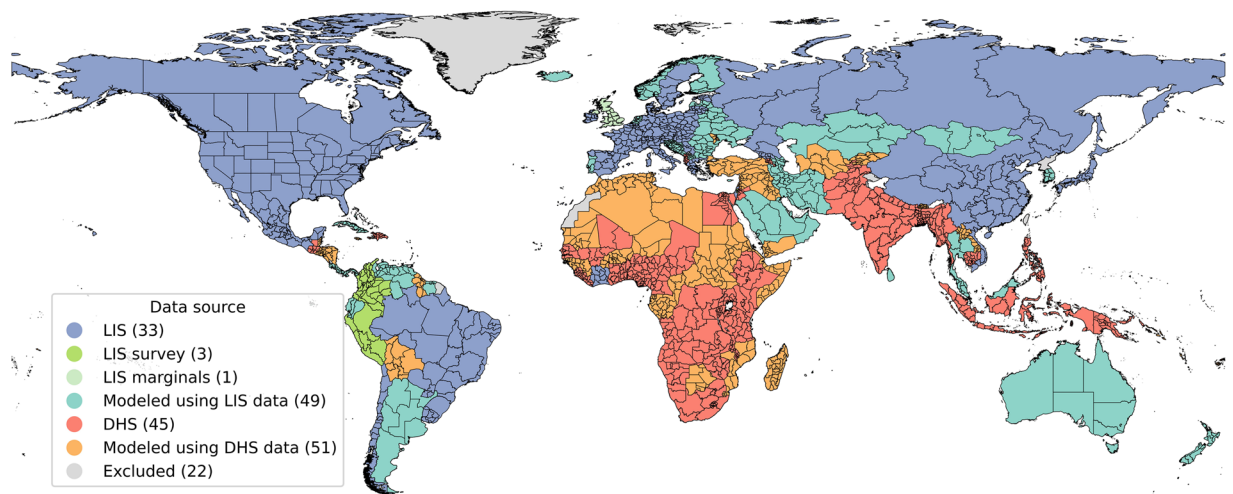 Data source
LIS (33)
LIS survey (3)
LIS marginals (1)
Modeled using LIS data (49)
DHS (45)
Modeled using DHS data (51)
Excluded (22)